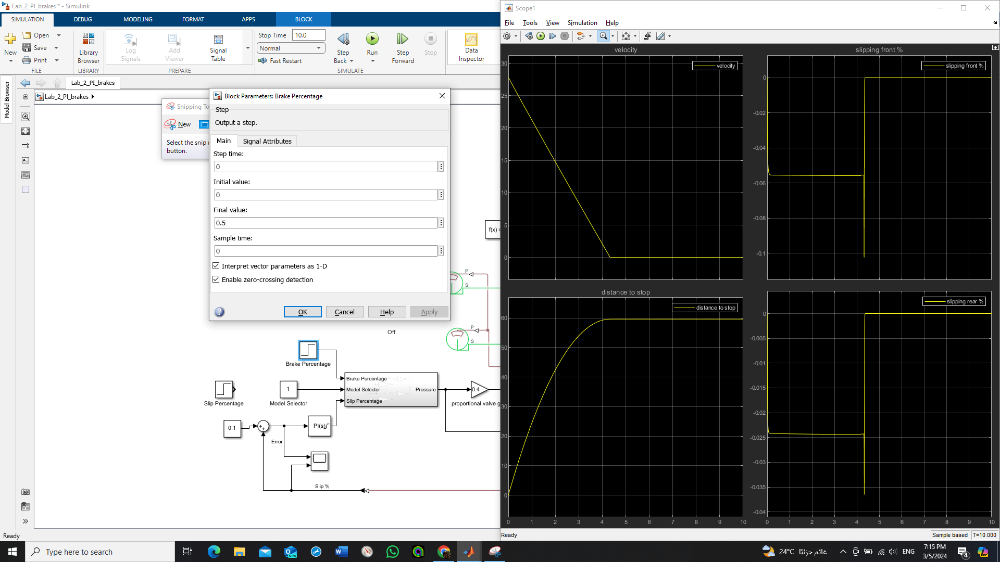 Lab_2_PI_brakes * - Simulink
SIMULATION
DEBUG
MODELING
FORMAT
APPS
BLOCK
New
Open
Save
Print
FILE
Library
Browser
LIBRARY
Log
Signals
Add
Viewer
Signal
Table
PREPARE
Stop Time
10.0
Normal
Fast Restart
Step
Back
Run
Step
Forward
Stop
SIMULATE
Data
Inspector
Model Browser
Lab_2_PI_brakes
Lab_2_PI_brakes
Snipping To
New
Select the snip
button.
Block Parameters: Brake Percentage
Step
Output a step.
Main
Signal Attributes
Step time:
0
Initial value:
0
Final value:
0.5
Sample time:
0
Interpret vector parameters as 1-D
Enable zero-crossing detection
OK
Cancel
Help
Apply
f(x) =
P
S
P
S
Off
Brake Percentage
Slip Percentage
1
Model Selector
Brake Percentage
Model Selector
Slip Percentage
Pressure
0.4
proportional valve g
0.1
+
+
PI(s)
Error
Slip %
Ready
Scope1
File
Tools
View
Simulation
Help
velocity
velocity
30
25
20
15
10
5
0
slipping front %
slipping front %
0
-0.02
-0.04
-0.06
-0.08
-0.1
distance to stop
distance to stop
60
50
40
30
20
10
0
0 1 2 3 4 5 6 7 8 9 10
slipping rear %
0
-0.005
-0.01
-0.015
-0.02
-0.025
-0.03
-0.035
-0.04
0 1 2 3 4 5 6 7 8 9 10
Ready
Sample based
T=10.000
Type here to search
24°C
غائم جزئيًا
ENG
7:15 PM
3/5/2024
4